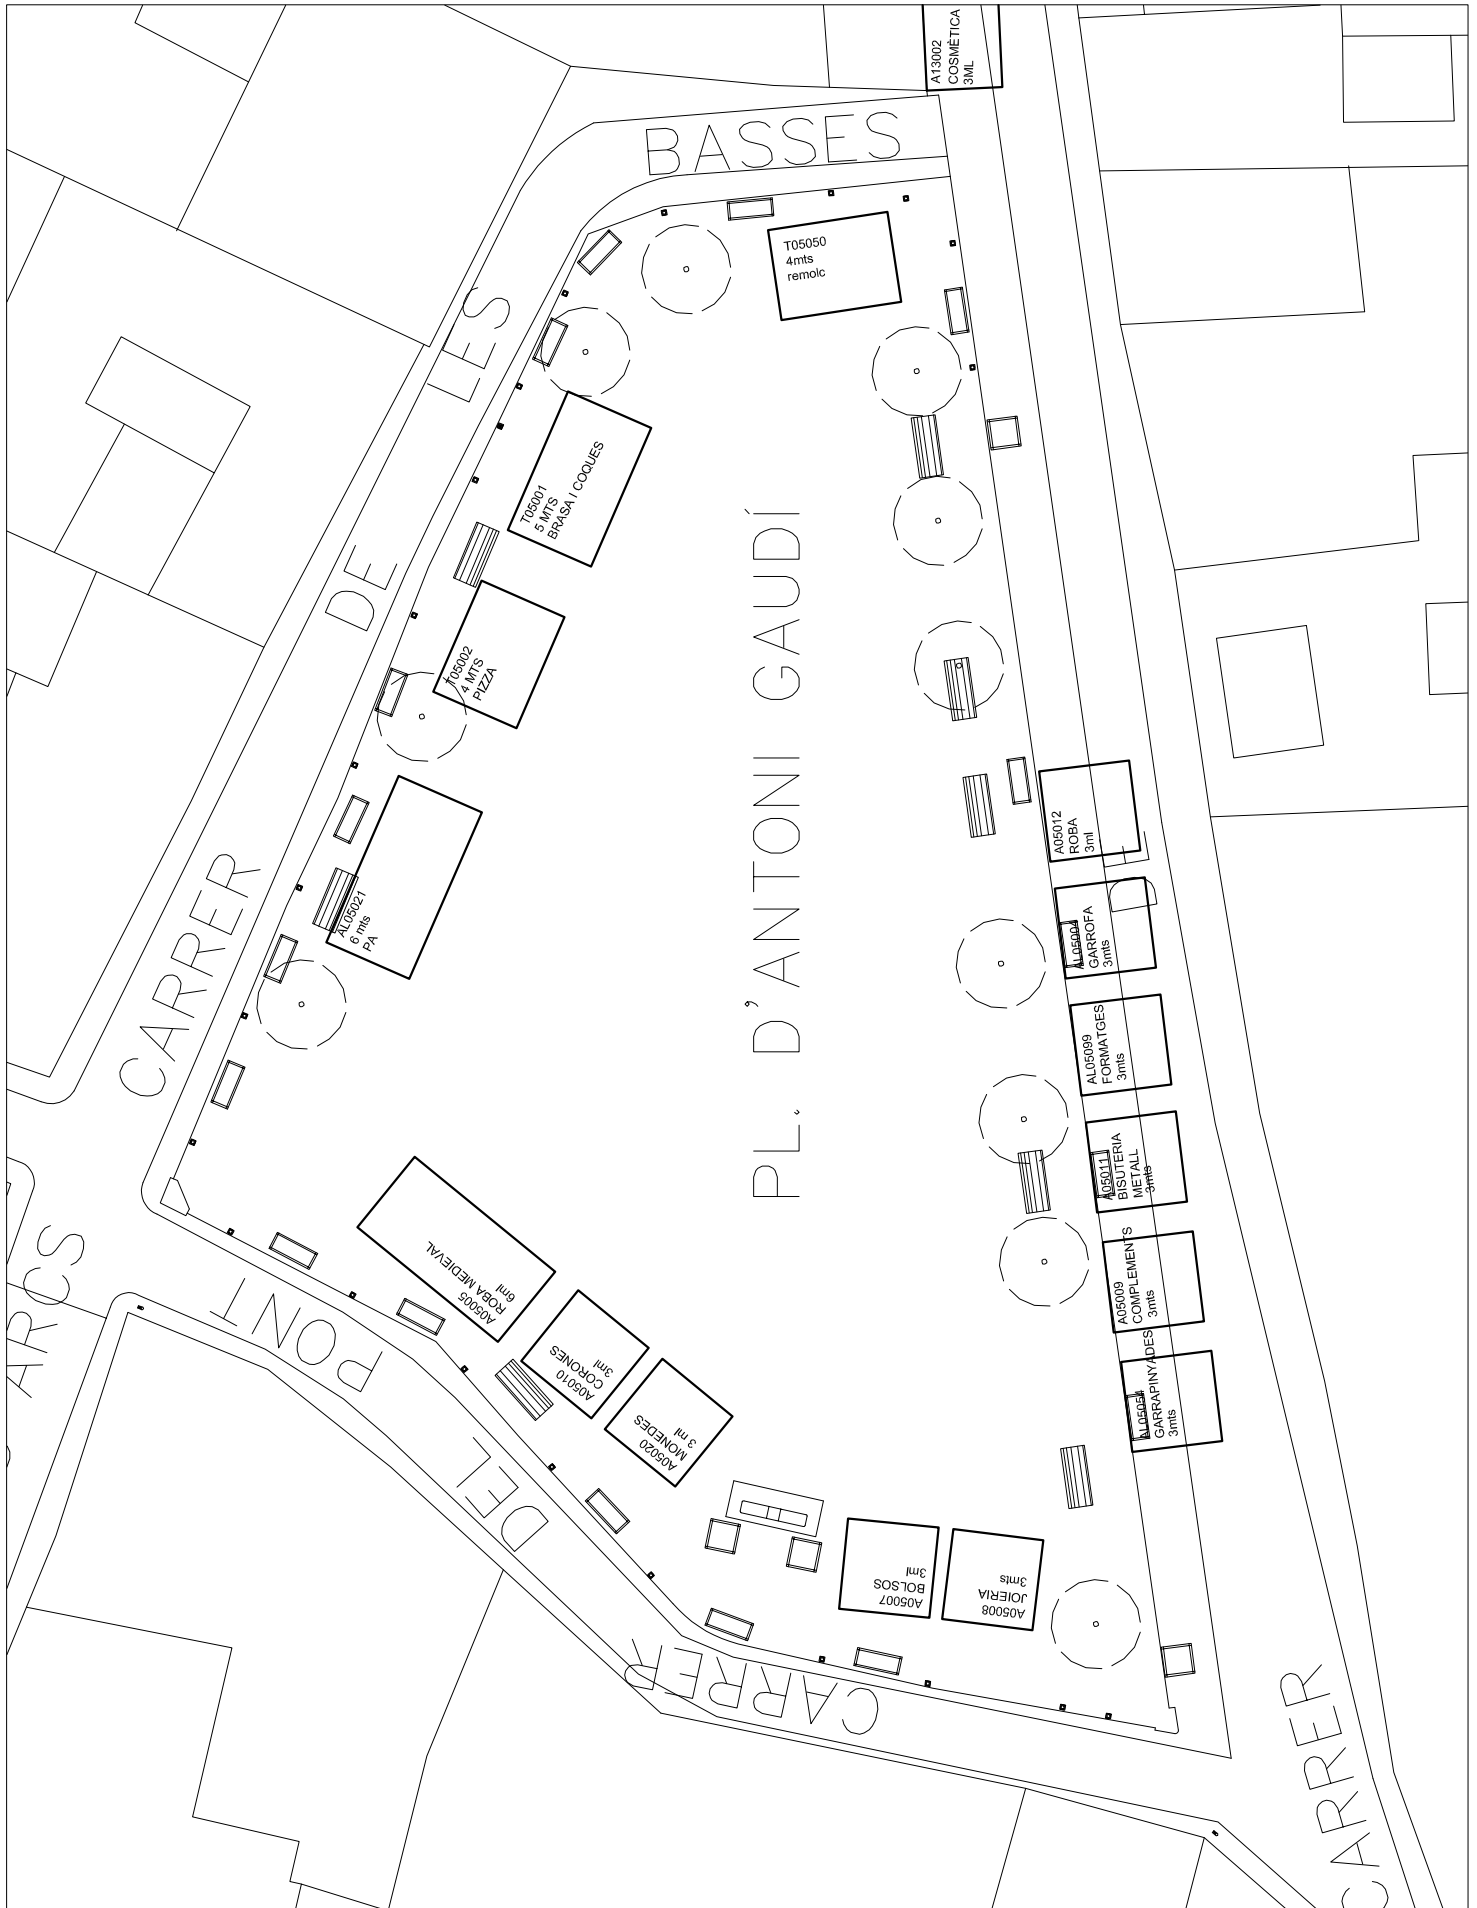 A13002
COSMÈTICA
3ML
BASSES
T05050
4mts
remolc
LES
T05001
5 MTS
BRASA I COQUES
DE
T05002
4 MTS
PIZZA
PL. D'ANTONI GAUDÍ
A05012
ROBA
3ml
CARRER
AL05021
6 mts
PA
AL05004
GARROFA
3mts
AL05099
FORMATGES
3mts
A05011
BISUTERIA
METALL
3mts
ARCS
A05005
ROBA MEDIEVAL
6ml
A05009
COMPLEMENTS
3mts
PONT
A05010
CORONES
3ml
AL05054
GARRAPINYADES
3mts
A05020
MONEDES
3 ml
DEL
A05007
BOLSOS
3ml
A05008
JOIERIA
3mts
CARRER
CARRER